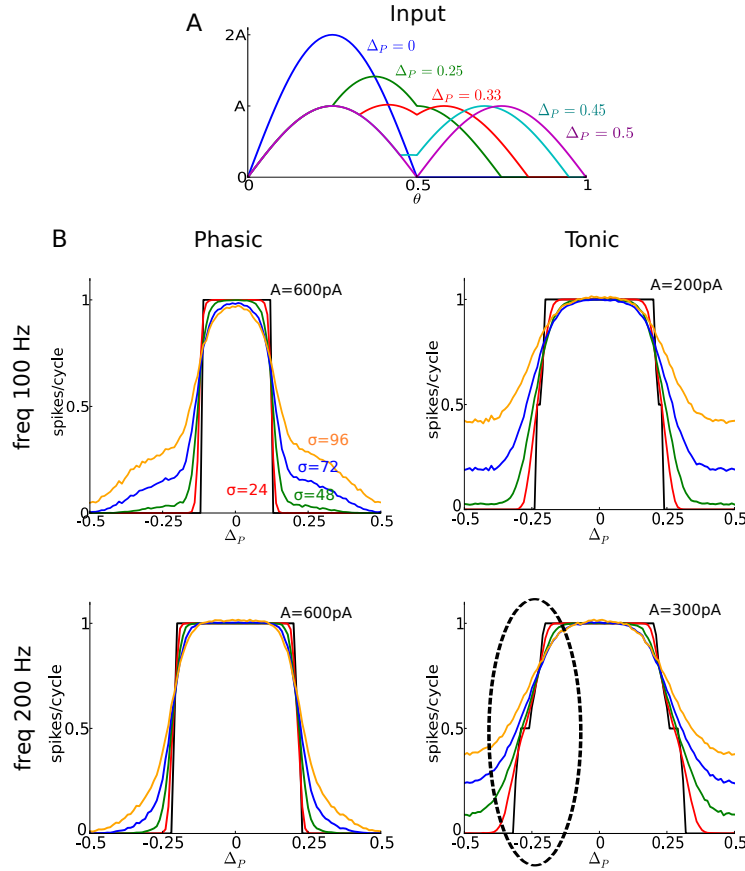 A
Input
2A
A
0
0.5
1
θ
Δ_P = 0
Δ_P = 0.25
Δ_P = 0.33
Δ_P = 0.45
Δ_P = 0.5
B
Phasic
Tonic
freq 100 Hz
A=600pA
spikes/cycle
1
0.5
0
-0.5
-0.25
0
0.25
0.5
Δ_P
σ=96
σ=72
σ=24
σ=48
A=200pA
spikes/cycle
1
0.5
0
-0.5
-0.25
0
0.25
0.5
Δ_P
freq 200 Hz
A=600pA
spikes/cycle
1
0.5
0
-0.5
-0.25
0
0.25
0.5
Δ_P
A=300pA
spikes/cycle
1
0.5
0
-0.5
-0.25
0
0.25
0.5
Δ_P